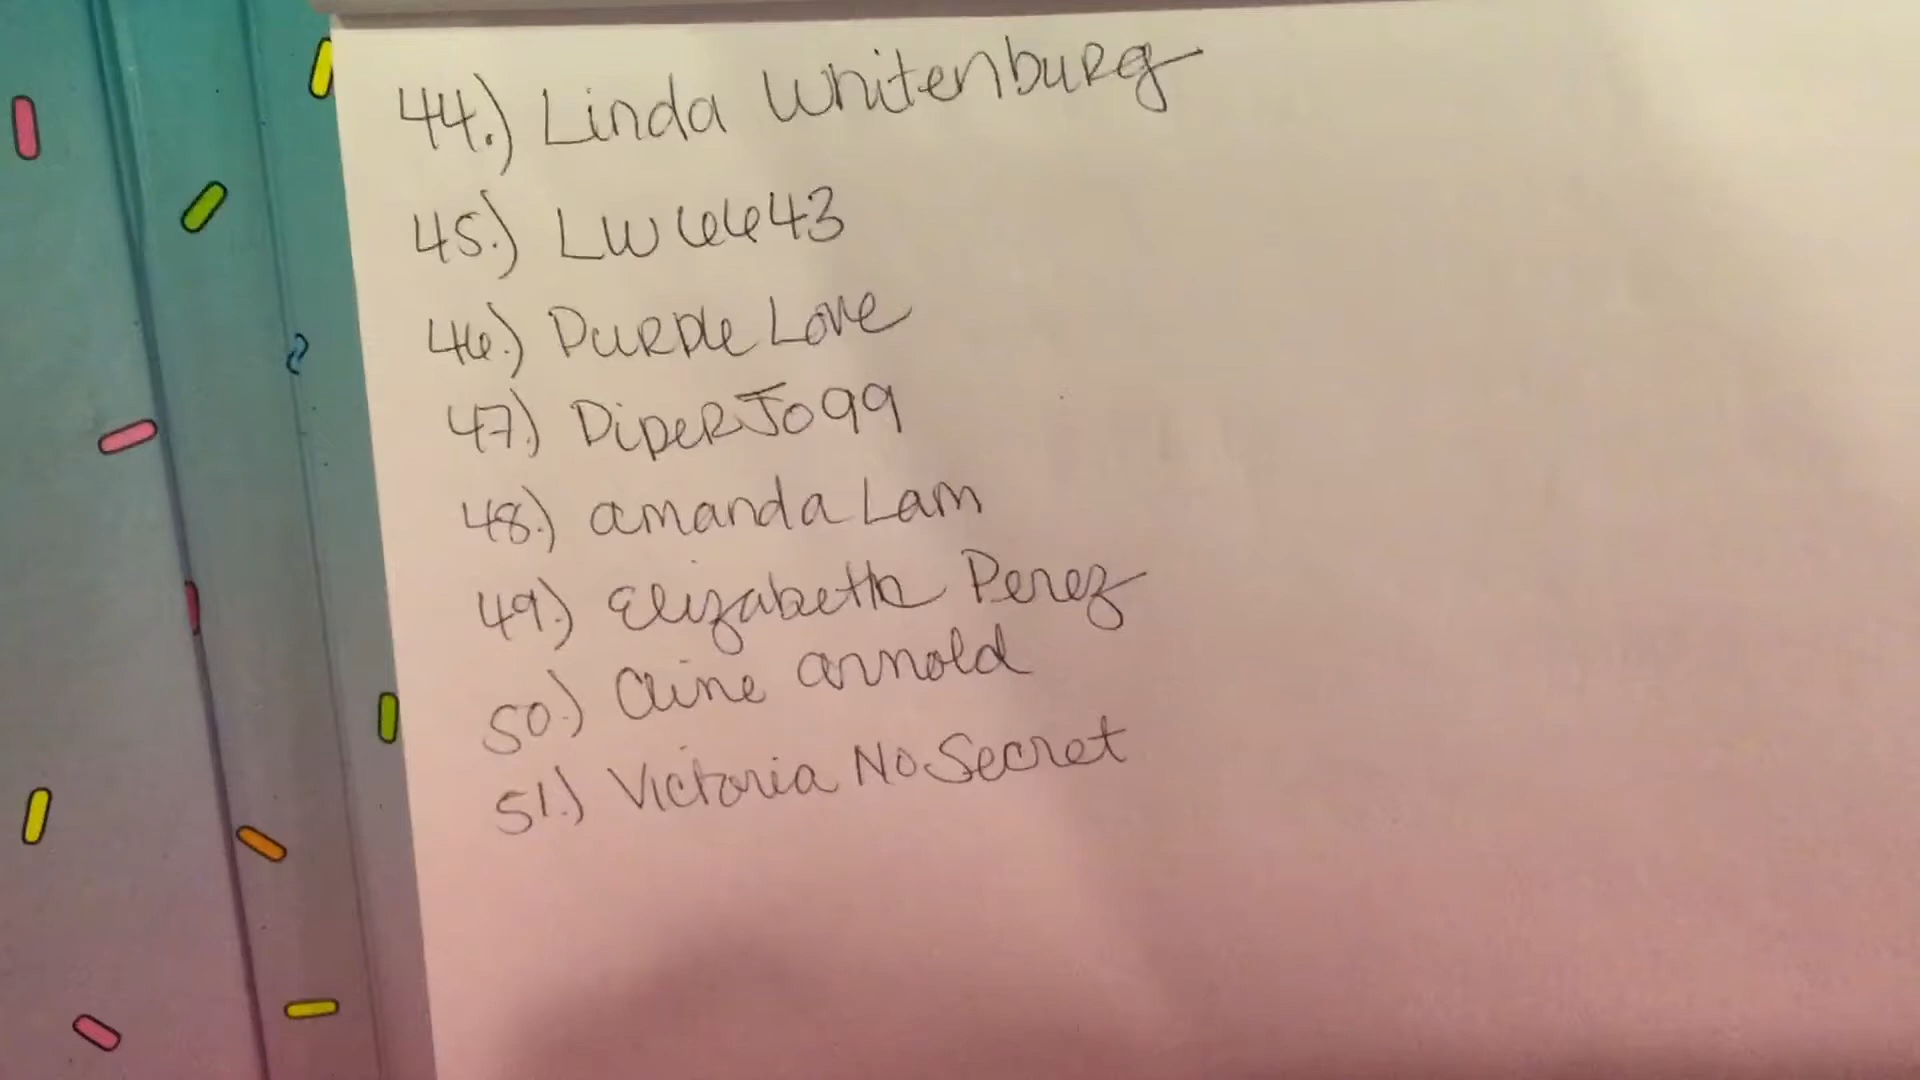 44.) Linda Whitenburg
45.) LW6643
46.) Purple Love
47.) DiperJo99
48.) amanda Lam
49.) Elizabeth Perez
50.) arnold
51.) Victoria No Secret